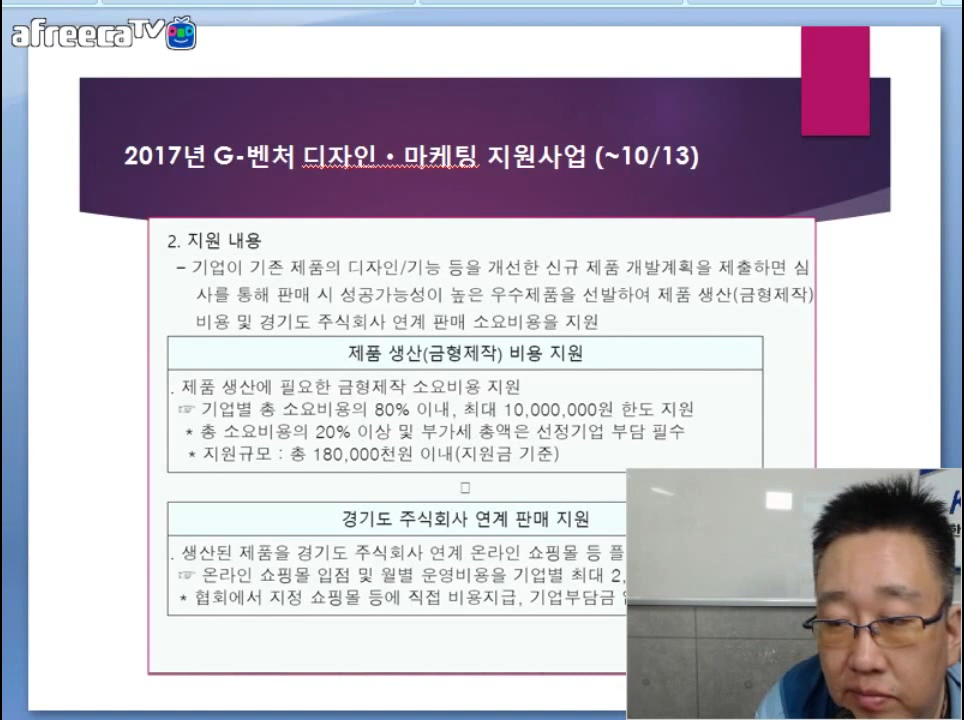 afreecaTV
2017년 G-벤처 디자인 • 마케팅 지원사업 (~10/13)
2. 지원 내용
– 기업이 기존 제품의 디자인/기능 등을 개선한 신규 제품 개발계획을 제출하면 심
사를 통해 판매 시 성공가능성이 높은 우수제품을 선발하여 제품 생산(금형제작)
비용 및 경기도 주식회사 연계 판매 소요비용을 지원
제품 생산(금형제작) 비용 지원
. 제품 생산에 필요한 금형제작 소요비용 지원
☞ 기업별 총 소요비용의 80% 이내, 최대 10,000,000원 한도 지원
* 총 소요비용의 20% 이상 및 부가세 총액은 선정기업 부담 필수
* 지원규모 : 총 180,000천원 이내(지원금 기준)
경기도 주식회사 연계 판매 지원
. 생산된 제품을 경기도 주식회사 연계 온라인 쇼핑몰 등 플
☞ 온라인 쇼핑몰 입점 및 월별 운영비용을 기업별 최대 2,
* 협회에서 지정 쇼핑몰 등에 직접 비용지급, 기업부담금
K
한